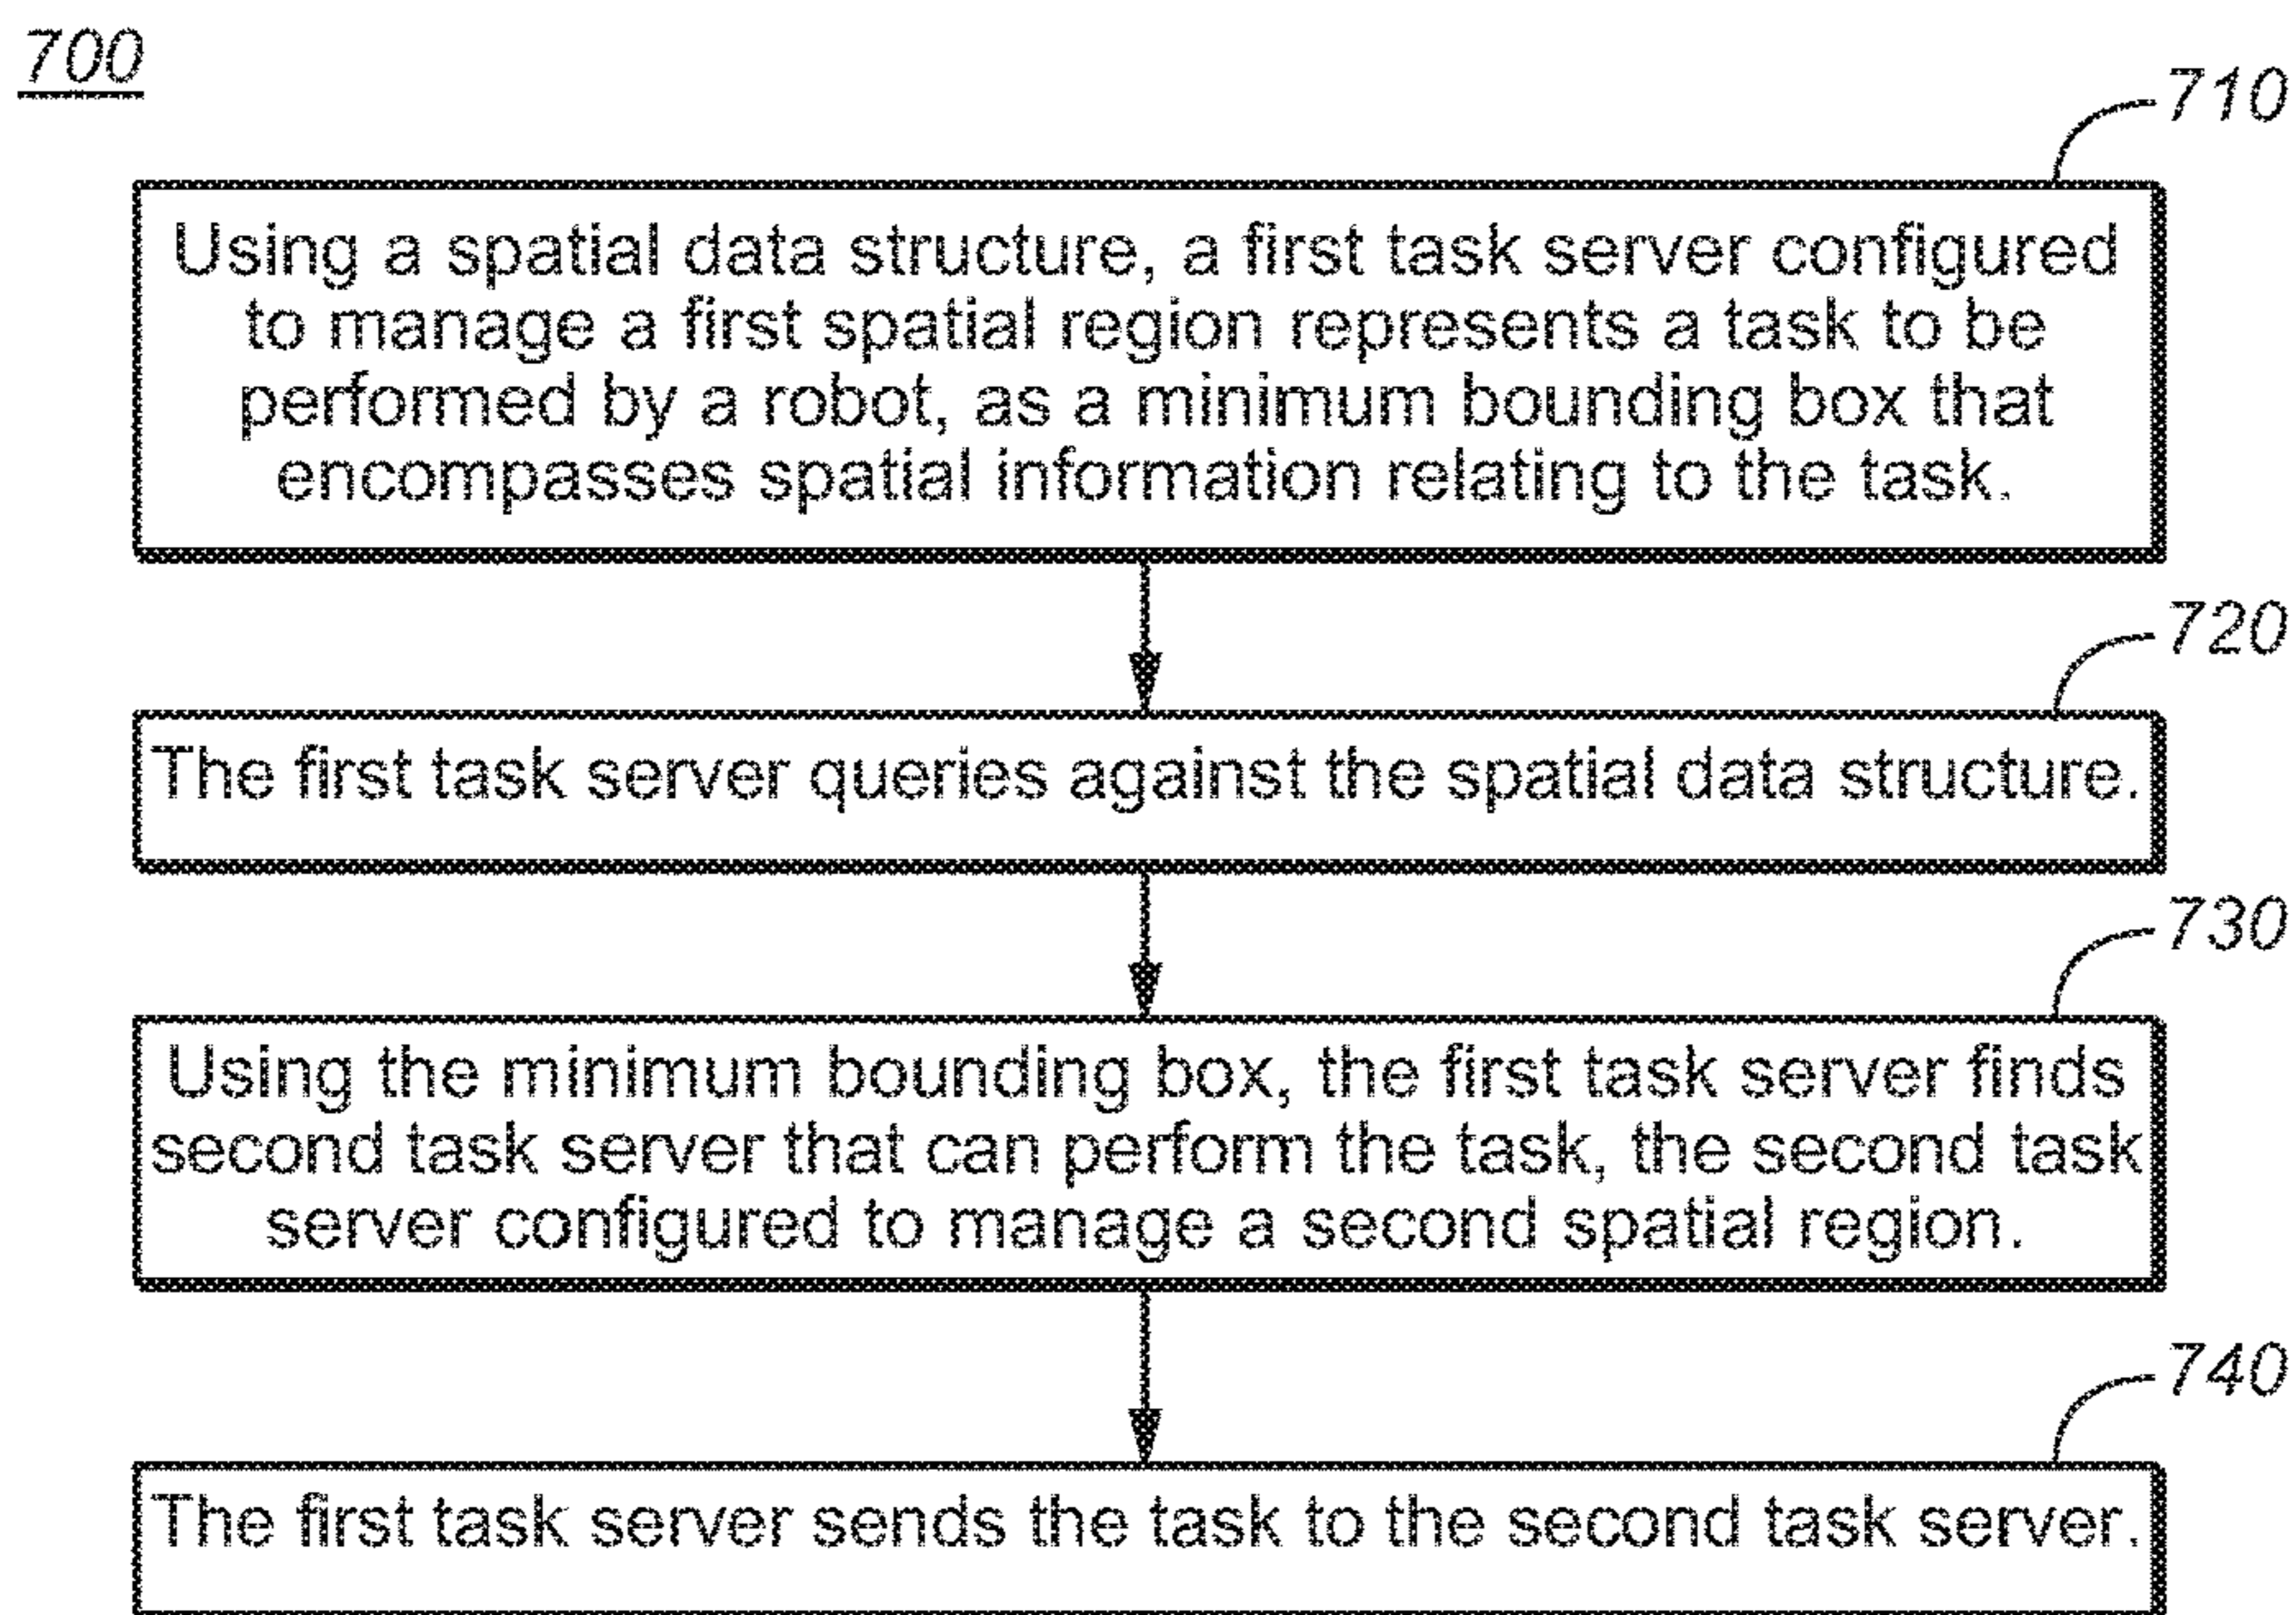 700
710
Using a spatial data structure, a first task server configured
to manage a first spatial region represents a task to be
performed by a robot, as a minimum bounding box that
encompasses spatial information relating to the task.
720
The first task server queries against the spatial data structure.
730
Using the minimum bounding box, the first task server finds
second task server that can perform the task, the second task
server configured to manage a second spatial region.
740
The first task server sends the task to the second task server.